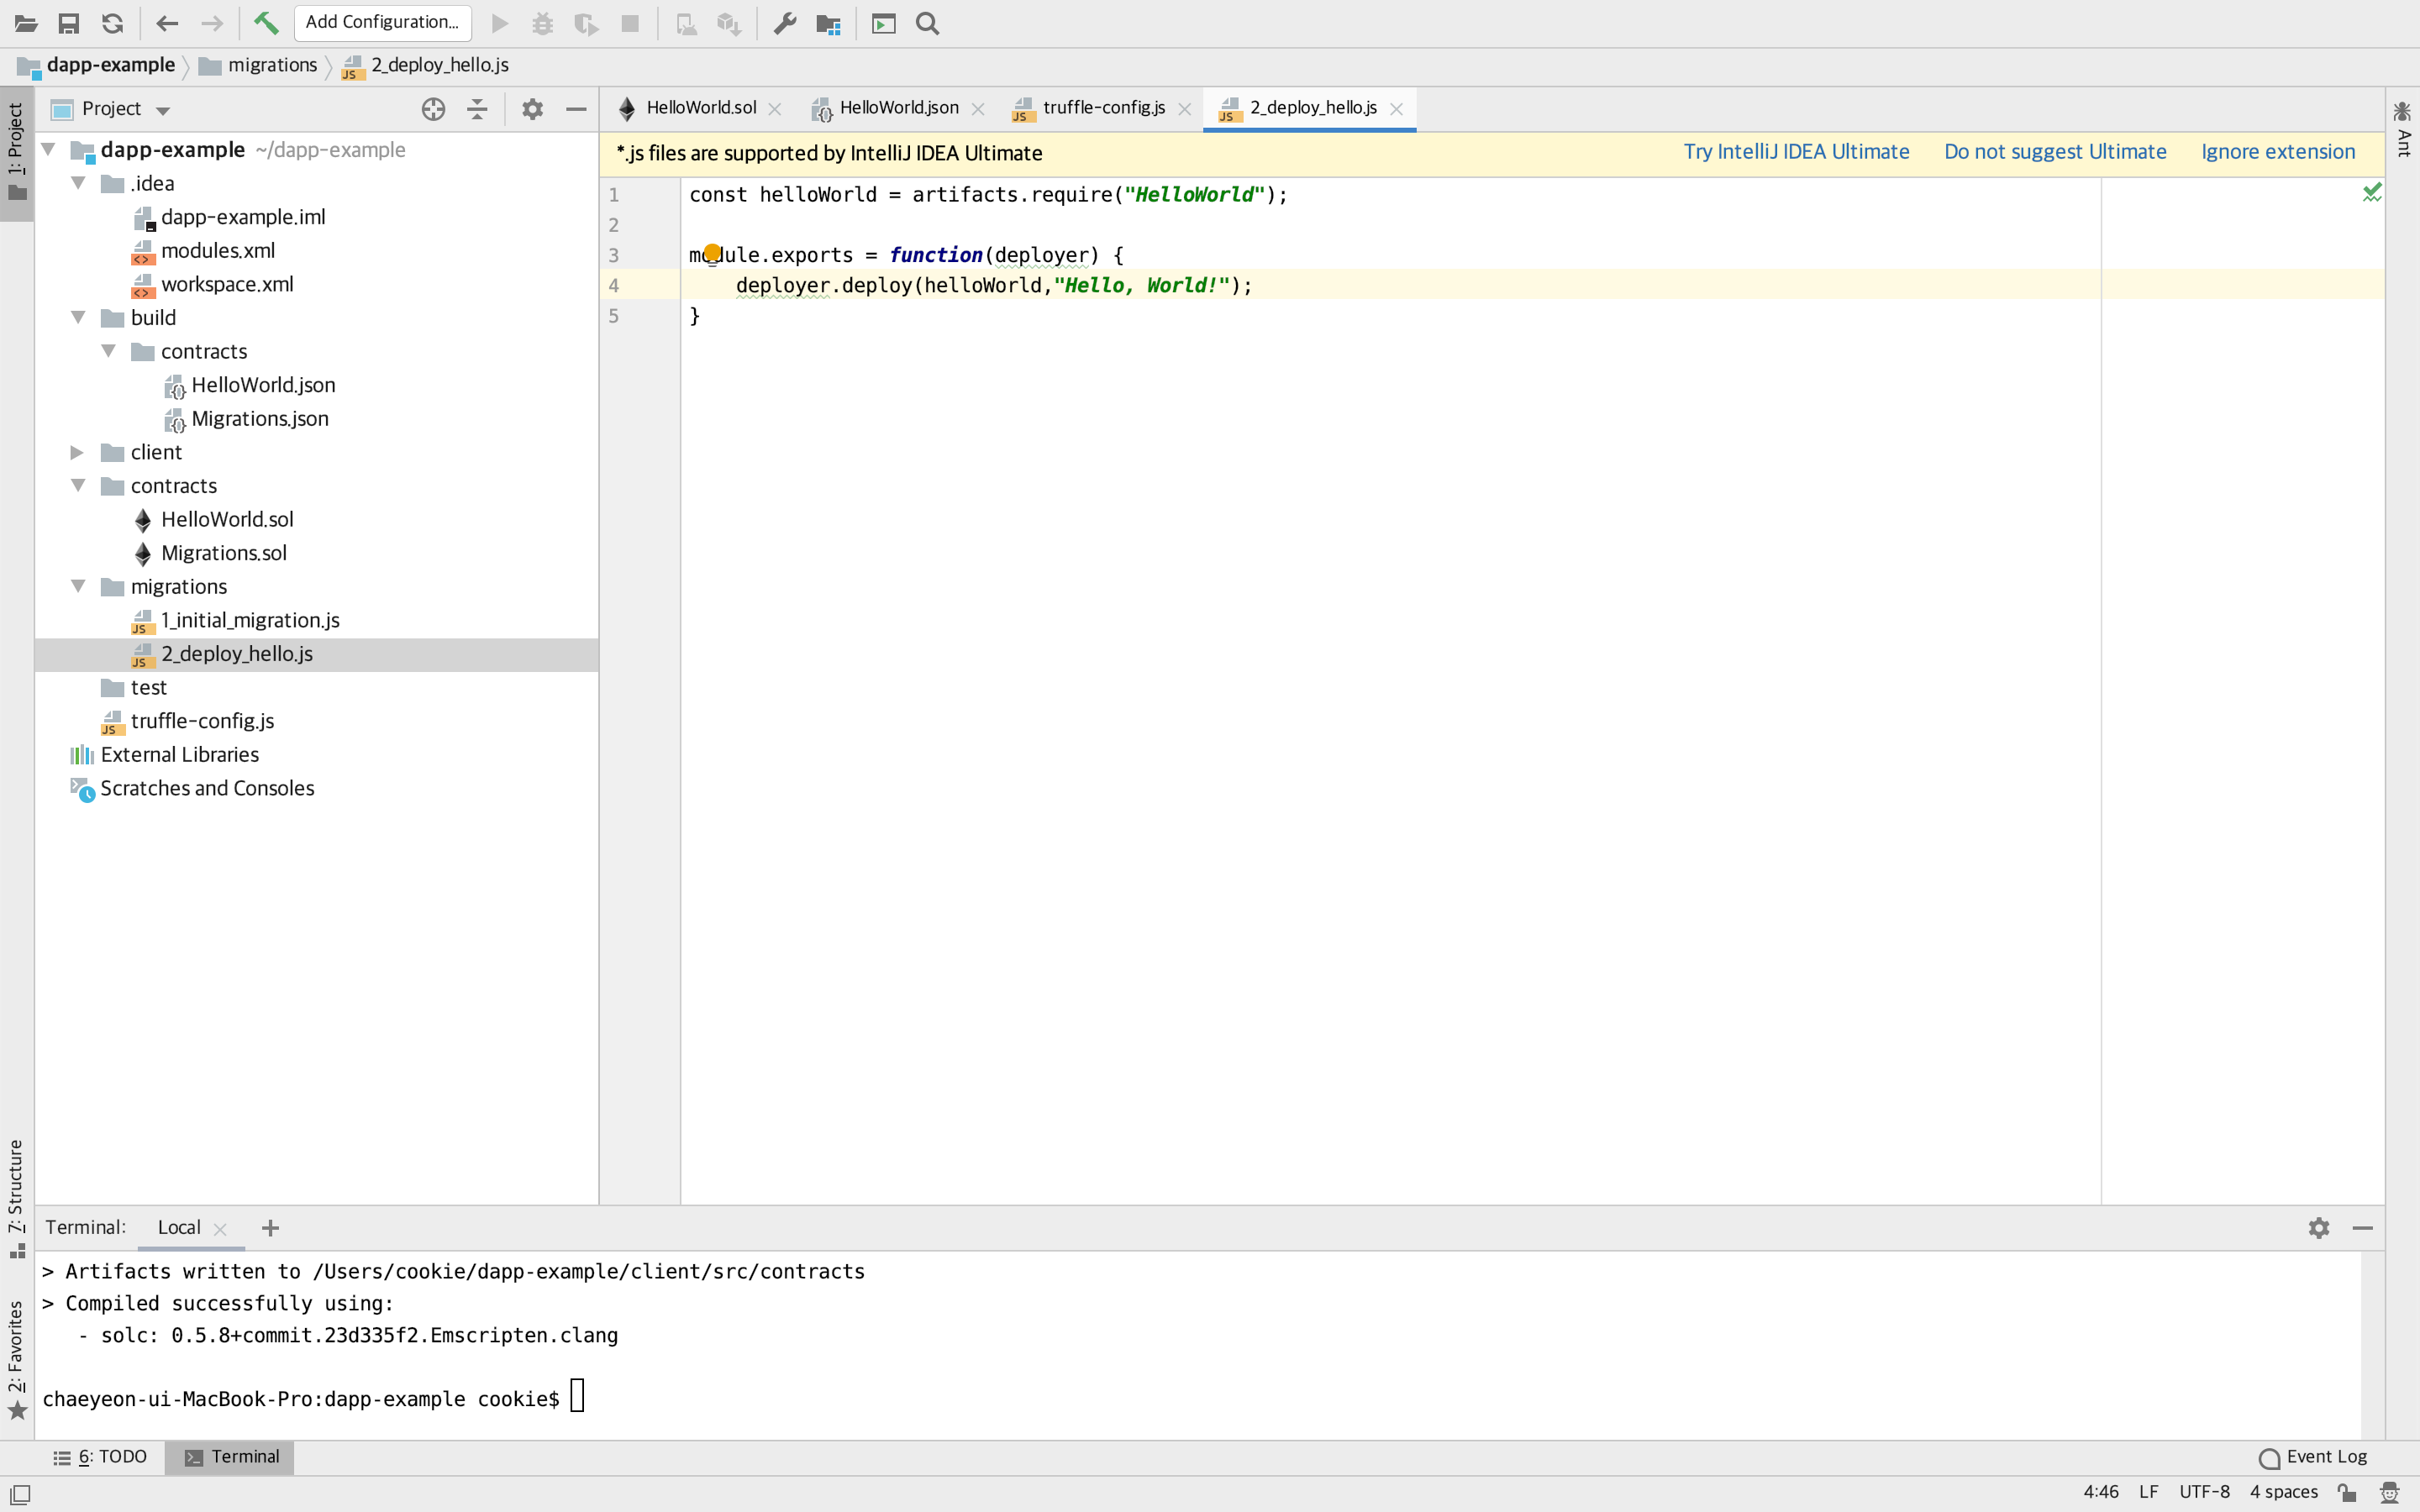 Add Configuration...
dapp-example
migrations
2_deploy_hello.js
1: Project
Project
dapp-example ~/dapp-example
.idea
dapp-example.iml
modules.xml
workspace.xml
build
contracts
HelloWorld.json
Migrations.json
client
contracts
HelloWorld.sol
Migrations.sol
migrations
1_initial_migration.js
2_deploy_hello.js
test
truffle-config.js
External Libraries
Scratches and Consoles
HelloWorld.sol
HelloWorld.json
truffle-config.js
2_deploy_hello.js
Ant
*.js files are supported by IntelliJ IDEA Ultimate
Try IntelliJ IDEA Ultimate
Do not suggest Ultimate
Ignore extension
1 const helloWorld = artifacts.require("HelloWorld");
2
3 module.exports = function(deployer) {
4 deployer.deploy(helloWorld,"Hello, World!");
5 }
7: Structure
2: Favorites
Terminal:
Local
> Artifacts written to /Users/cookie/dapp-example/client/src/contracts
> Compiled successfully using:
- solc: 0.5.8+commit.23d335f2.Emscripten.clang
chaeyeon-ui-MacBook-Pro:dapp-example cookie$
6: TODO
Terminal
Event Log
4:46 LF UTF-8 4 spaces